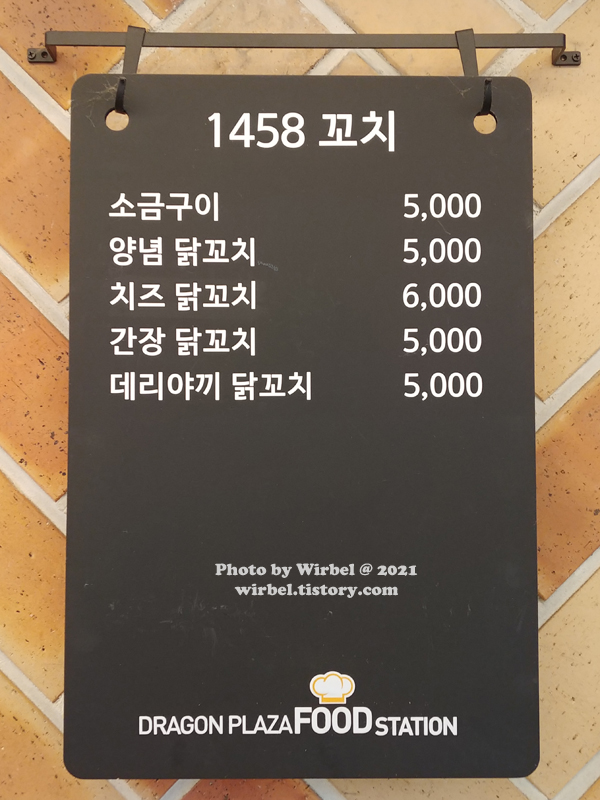 1458 꼬치
소금구이 5,000
양념 닭꼬치 5,000
치즈 닭꼬치 6,000
간장 닭꼬치 5,000
데리야끼 닭꼬치 5,000
Photo by Wirbel @ 2021
wirbel.tistory.com
DRAGON PLAZA FOOD STATION